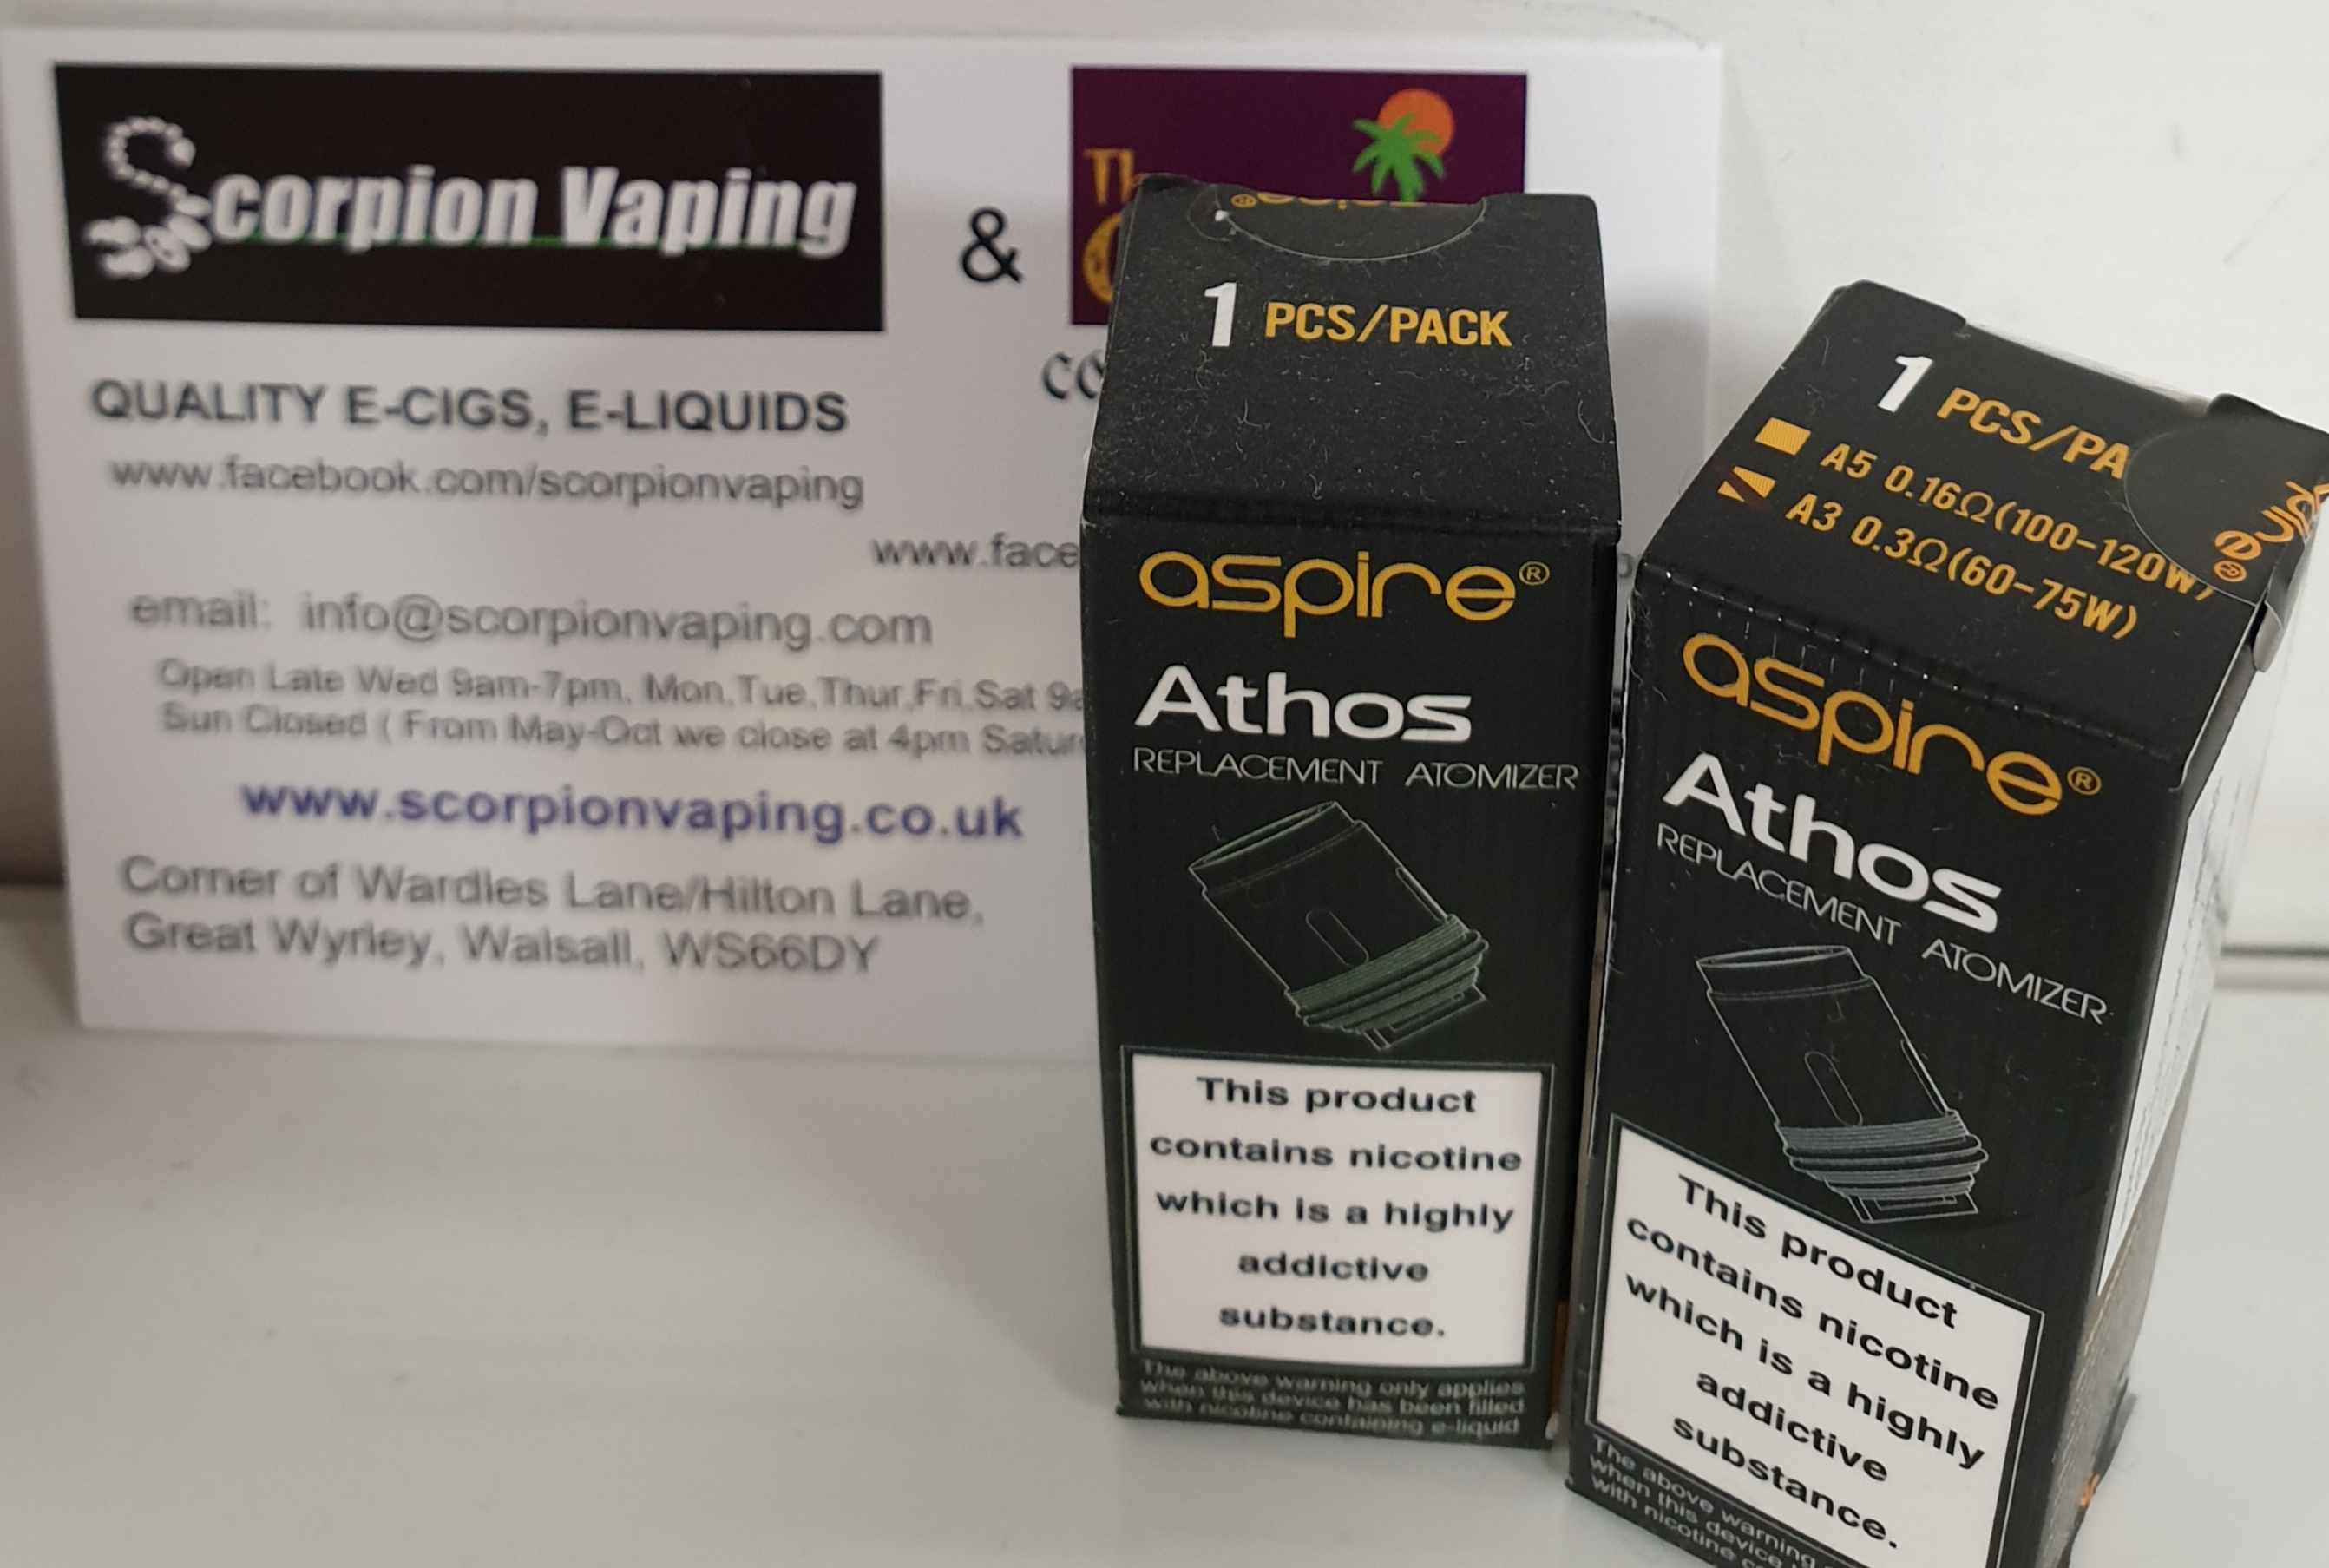 Scorpion Vaping
&
QUALITY E-CIGS, E-LIQUIDS
www.facebook.com/scorpionvaping
www.face
email: info@scorpionvaping.com
Open Late Wed 9am-7pm, Mon,Tue,Thur,Fri,Sat
Sun Closed ( From May-Oct we close at 4pm
www.scorpionvaping.co.uk
Corner of Wardles Lane/Hilton Lane,
Great Wyrley, Walsall, WS66DY
1 PCS/PACK
aspire®
Athos
REPLACEMENT ATOMIZER
This product
contains nicotine
which is a highly
addictive
substance.
The above warning only applies
when this device has been filled
with nicotine containing e-liquid
1 PCS/PA
A5 0.16Ω(100-120W)
A3 0.3Ω(60-75W)
aspire®
Athos
REPLACEMENT ATOMIZER
This product
contains nicotine
which is a highly
addictive
substance.
The above warning
when this device
with nicotine